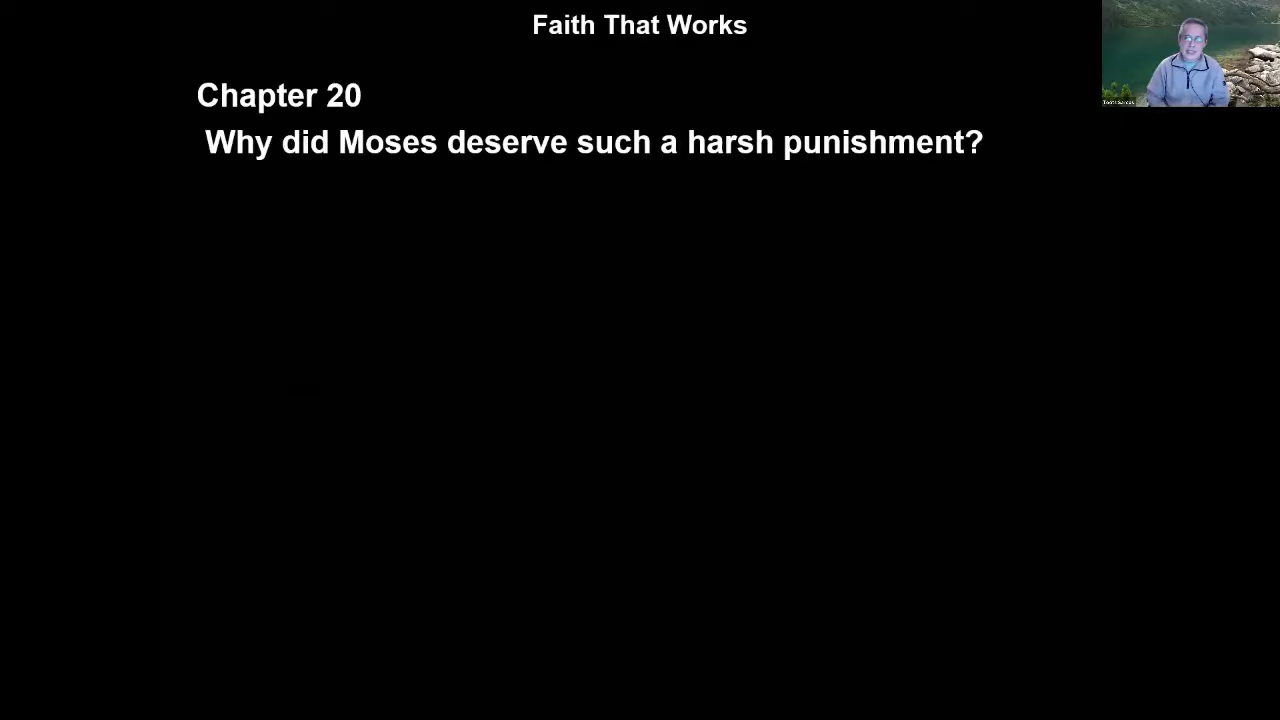 Faith That Works
Chapter 20
Why did Moses deserve such a harsh punishment?